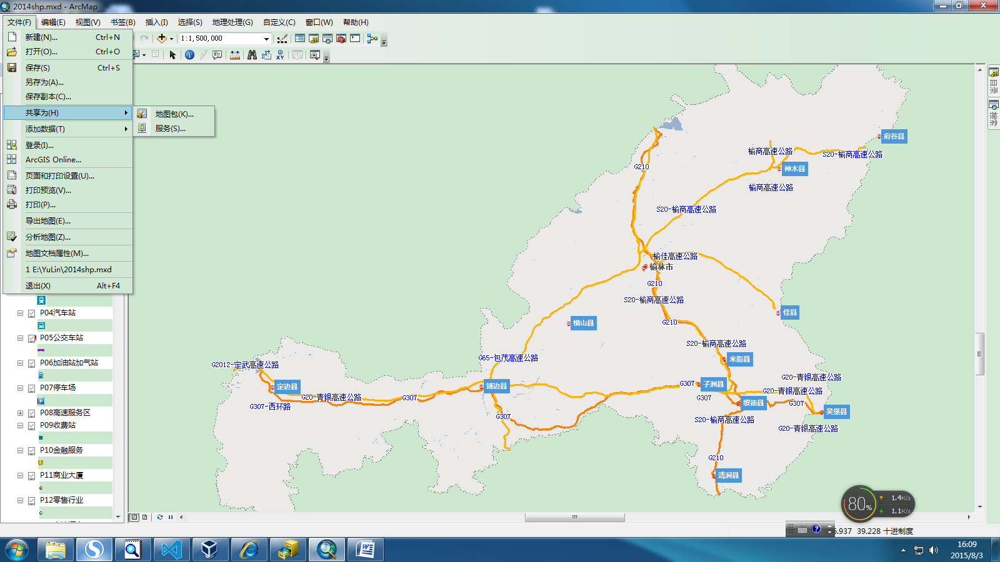 2014shp.mxd - ArcMap
文件(F) 编辑(E) 视图(V) 书签(B) 插入(I) 选择(S) 地理处理(G) 自定义(C) 窗口(W) 帮助(H)
1:1,500,000
新建(N)... Ctrl+N
打开(O)... Ctrl+O
保存(S) Ctrl+S
另存为(A)...
保存副本(C)...
共享为(H)
添加数据(T)
登录(I)...
ArcGIS Online...
页面和打印设置(U)...
打印预览(V)...
打印(P)...
导出地图(E)...
分析地图(Z)...
地图文档属性(M)...
1 E:\YuLin\2014shp.mxd
退出(X) Alt+F4
地图包(K)...
服务(S)...
P04汽车站
P05公交车站
P06加油站加气站
P07停车场
P08高速服务区
P09收费站
P10金融服务
P11商业大厦
P12零售行业
目录
搜索
府谷县
榆商高速公路
S20-榆商高速公路
G210
神木县
榆商高速公路
S20-榆商高速公路
榆佳高速公路
榆林市
G210
S20-榆商高速公路
佳县
G210
横山县
S20-榆商高速公路
G65-包茂高速公路
米脂县
G2012-定武高速公路
G20-青银高速公路
定边县
靖边县
G307
子洲县
G20-青银高速公路
G20-青银高速公路
G307
G307
G307
绥德县
G307-西环路
吴堡县
G307
S20-榆商高速公路
G20-青银高速公路
G210
清涧县
80%
1.4K/s
1.1K/s
6.937 39.228 十进制度
16:09
2015/8/3